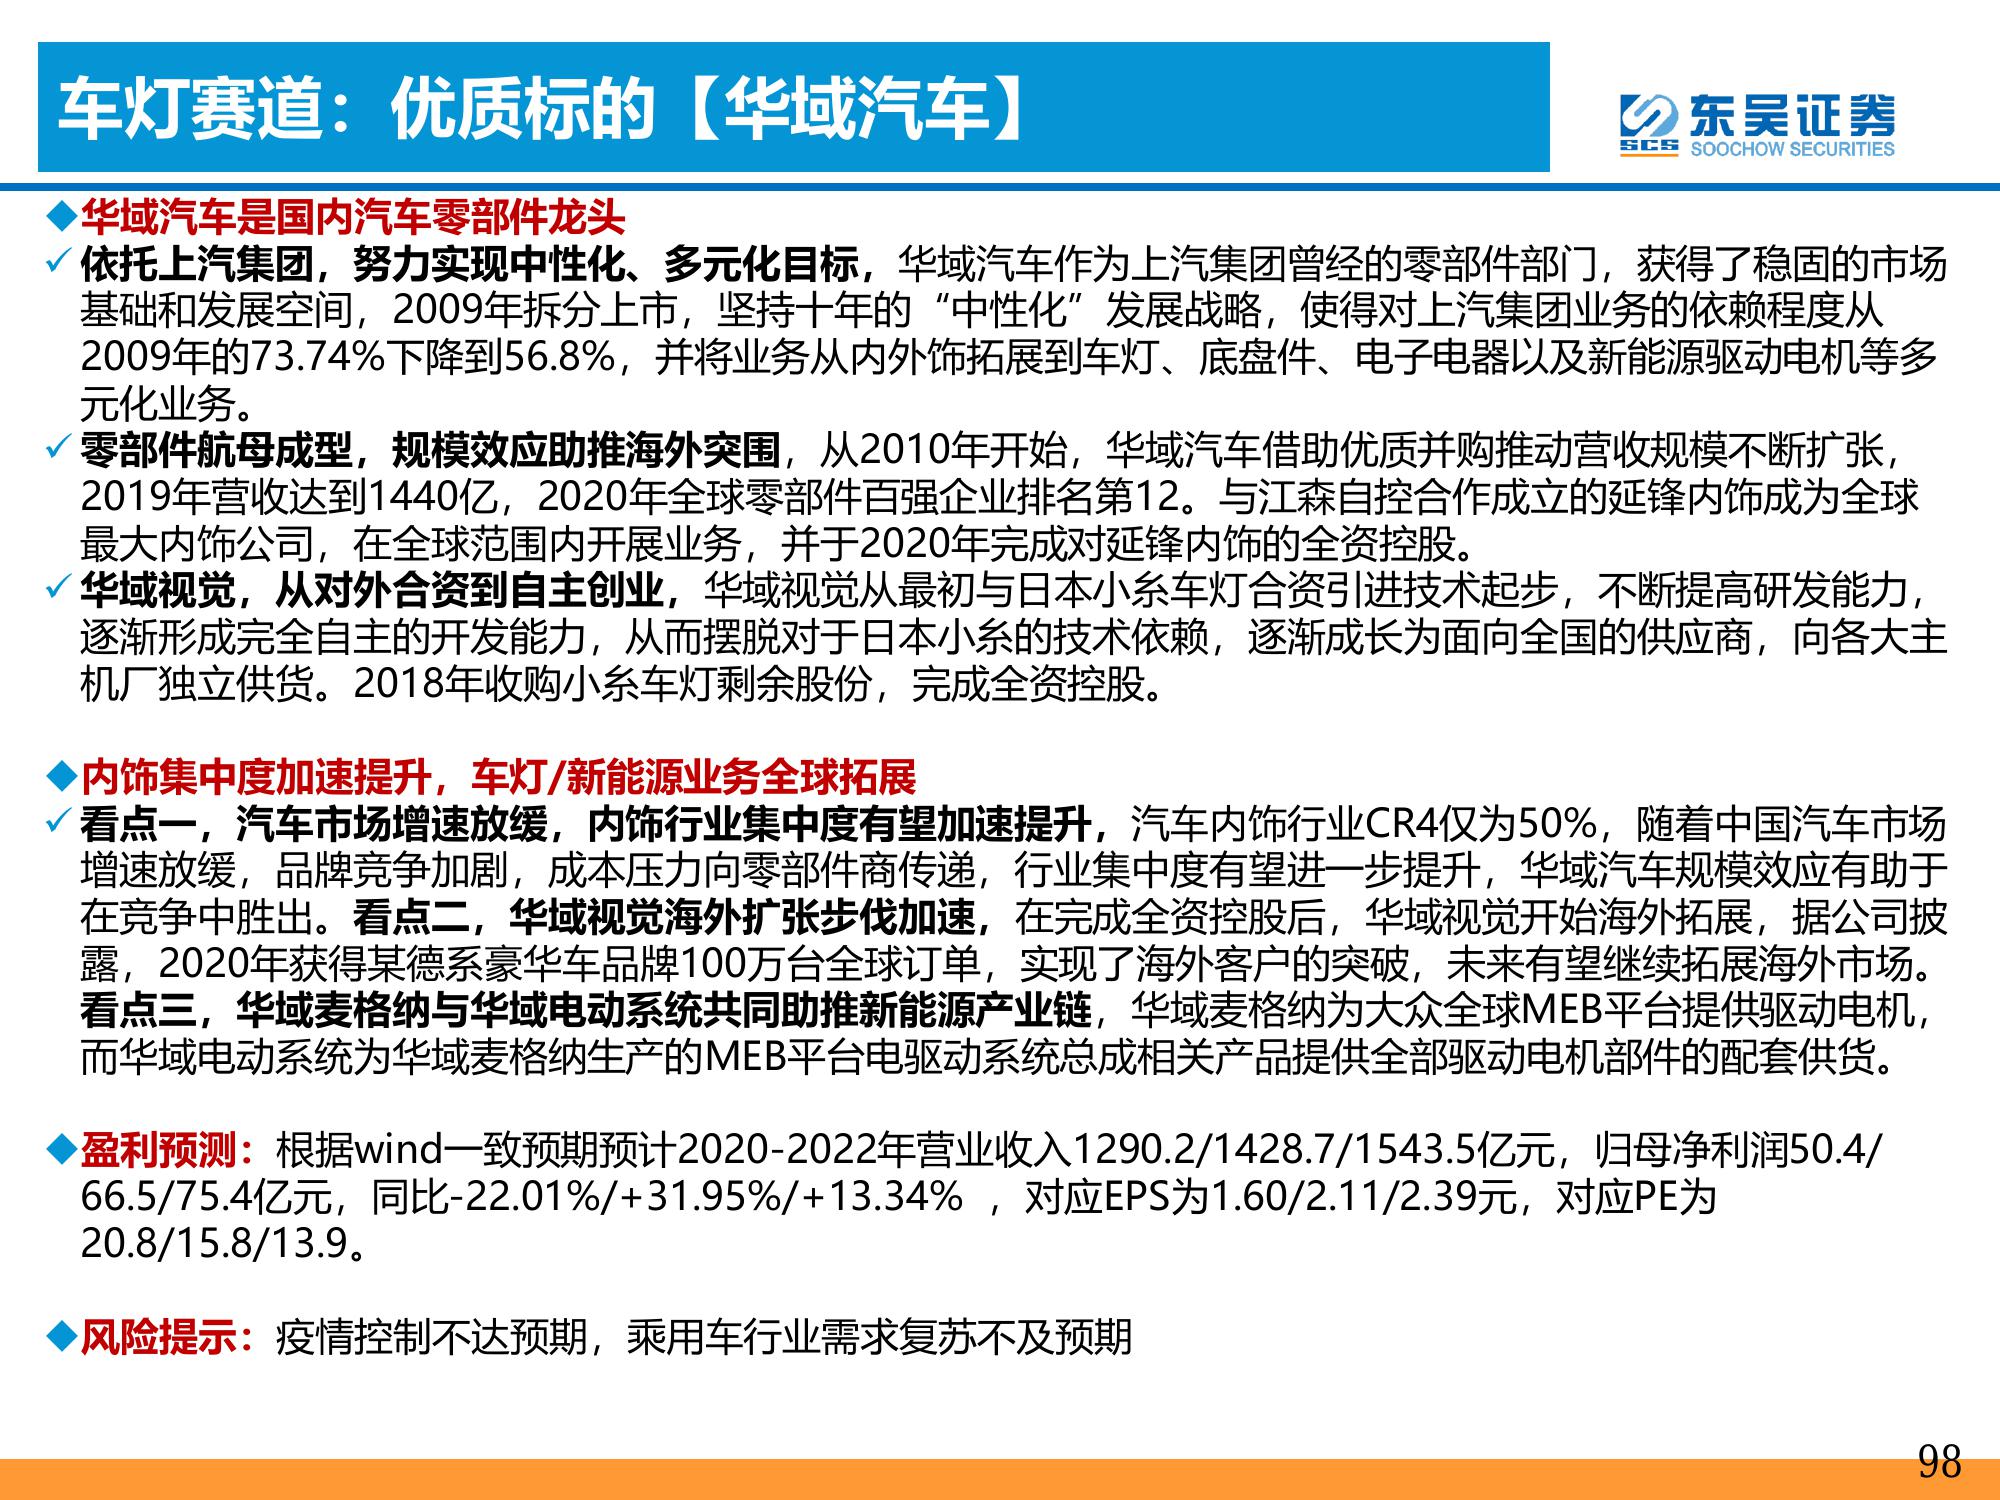 车灯赛道：优质标的【华域汽车】
东吴证券
SCS
SOOCHOW SECURITIES
◆华域汽车是国内汽车零部件龙头
✓依托上汽集团，努力实现中性化、多元化目标，华域汽车作为上汽集团曾经的零部件部门，获得了稳固的市场
基础和发展空间，2009年拆分上市，坚持十年的“中性化”发展战略，使得对上汽集团业务的依赖程度从
2009年的73.74%下降到56.8%，并将业务从内外饰拓展到车灯、底盘件、电子电器以及新能源驱动电机等多
元化业务。
✓零部件航母成型，规模效应助推海外突围，从2010年开始，华域汽车借助优质并购推动营收规模不断扩张，
2019年营收达到1440亿，2020年全球零部件百强企业排名第12。与江森自控合作成立的延锋内饰成为全球
最大内饰公司，在全球范围内开展业务，并于2020年完成对延锋内饰的全资控股。
✓华域视觉，从对外合资到自主创业，华域视觉从最初与日本小糸车灯合资引进技术起步，不断提高研发能力，
逐渐形成完全自主的开发能力，从而摆脱对于日本小糸的技术依赖，逐渐成长为面向全国的供应商，向各大主
机厂独立供货。2018年收购小糸车灯剩余股份，完成全资控股。
◆内饰集中度加速提升，车灯/新能源业务全球拓展
✓看点一，汽车市场增速放缓，内饰行业集中度有望加速提升，汽车内饰行业CR4仅为50%，随着中国汽车市场
增速放缓，品牌竞争加剧，成本压力向零部件商传递，行业集中度有望进一步提升，华域汽车规模效应有助于
在竞争中胜出。看点二，华域视觉海外扩张步伐加速，在完成全资控股后，华域视觉开始海外拓展，据公司披
露，2020年获得某德系豪华车品牌100万台全球订单，实现了海外客户的突破，未来有望继续拓展海外市场。
看点三，华域麦格纳与华域电动系统共同助推新能源产业链，华域麦格纳为大众全球MEB平台提供驱动电机，
而华域电动系统为华域麦格纳生产的MEB平台电驱动系统总成相关产品提供全部驱动电机部件的配套供货。
◆盈利预测：根据wind一致预期预计2020-2022年营业收入1290.2/1428.7/1543.5亿元，归母净利润50.4/
66.5/75.4亿元，同比-22.01%/+31.95%/+13.34% ，对应EPS为1.60/2.11/2.39元，对应PE为
20.8/15.8/13.9。
◆风险提示：疫情控制不达预期，乘用车行业需求复苏不及预期
98